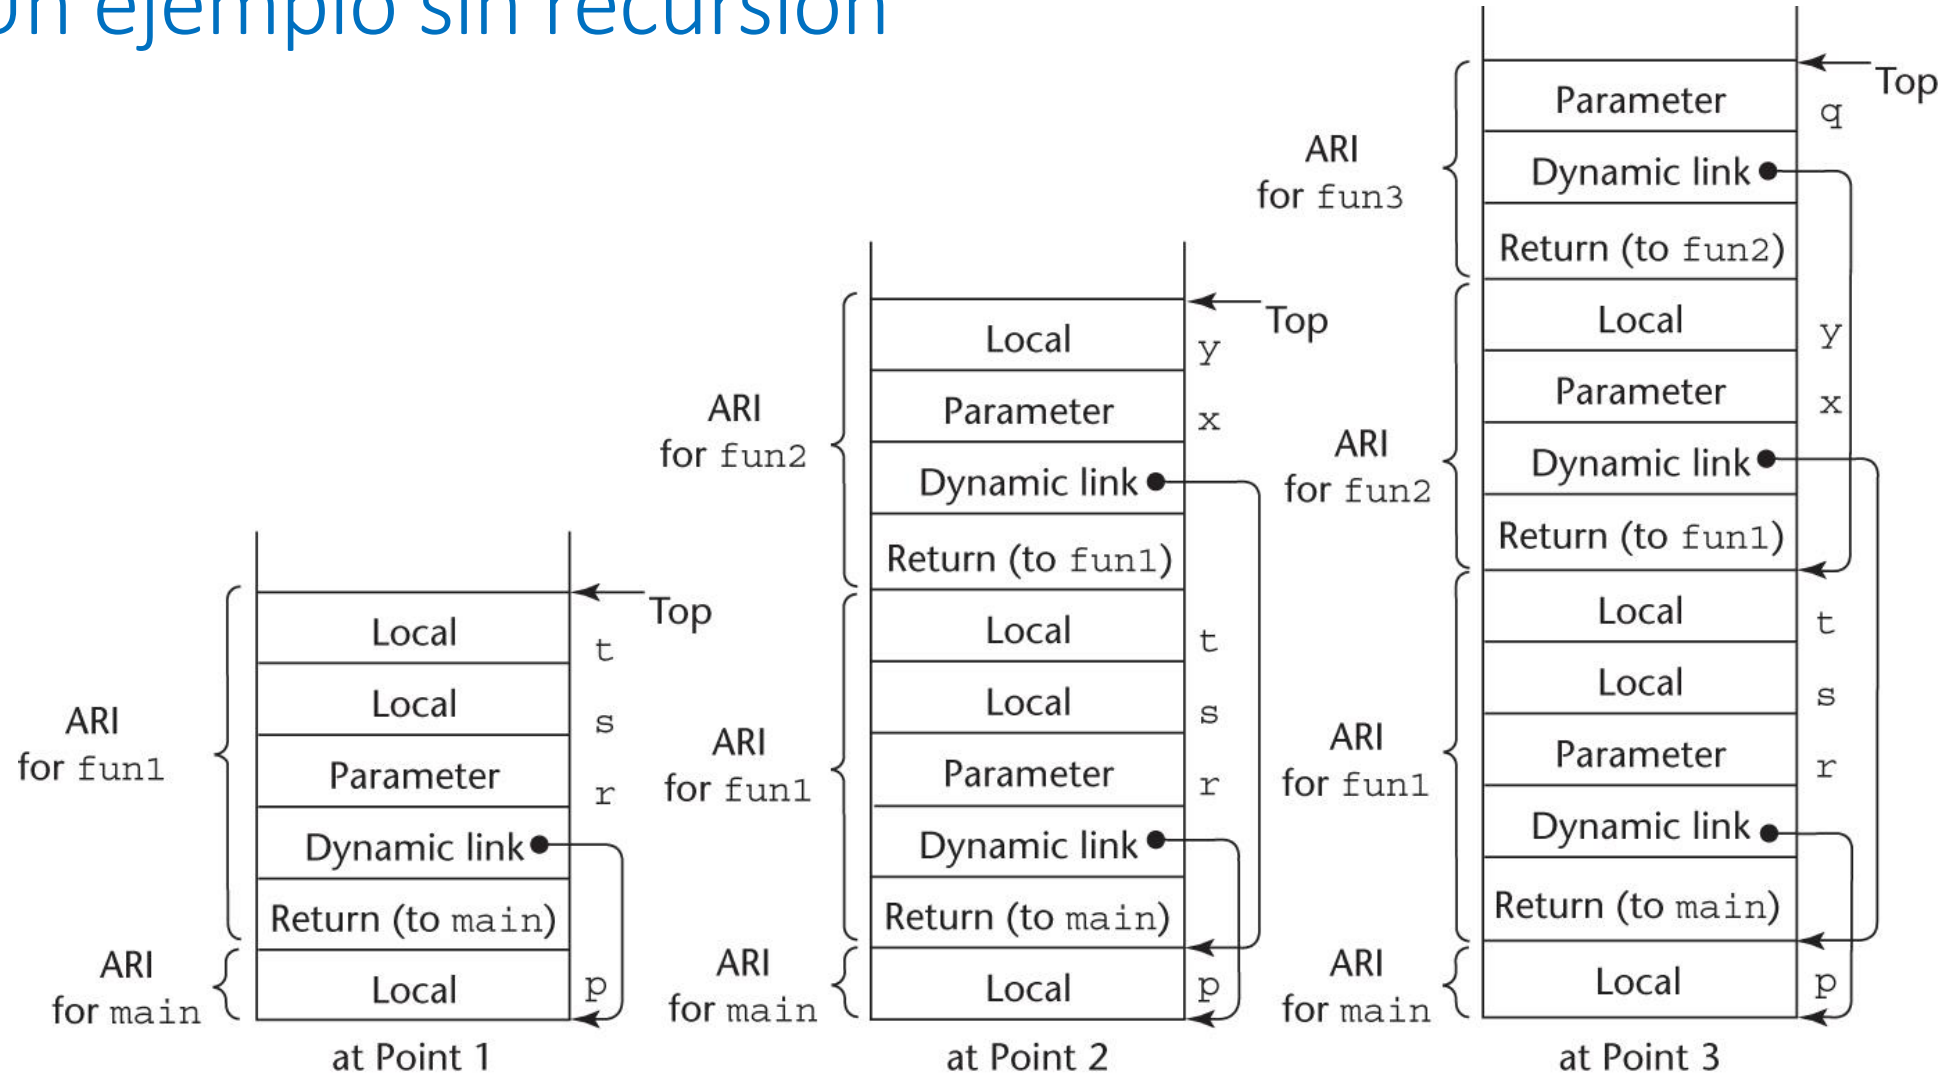 Un ejemplo sin recursión
Top
Local
t
Local
s
ARI
for fun1
Parameter
r
Dynamic link
Return (to main)
ARI
for main
Local
p
at Point 1
Top
Local
y
ARI
for fun2
Parameter
x
Dynamic link
Return (to fun1)
Local
t
Local
s
ARI
for fun1
Parameter
r
Dynamic link
Return (to main)
ARI
for main
Local
p
at Point 2
Top
Parameter
q
ARI
for fun3
Dynamic link
Return (to fun2)
Local
y
Parameter
x
ARI
for fun2
Dynamic link
Return (to fun1)
Local
t
Local
s
ARI
for fun1
Parameter
r
Dynamic link
Return (to main)
ARI
for main
Local
p
at Point 3